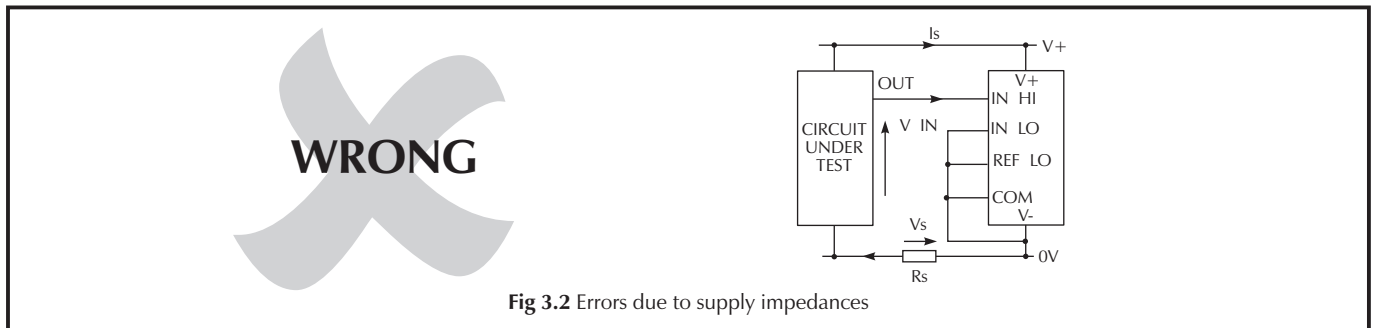 WRONG
Is
V+
V+
OUT
IN HI
CIRCUIT
UNDER
TEST
V IN
IN LO
REF LO
COM
V-
Vs
0V
Rs
Fig 3.2 Errors due to supply impedances